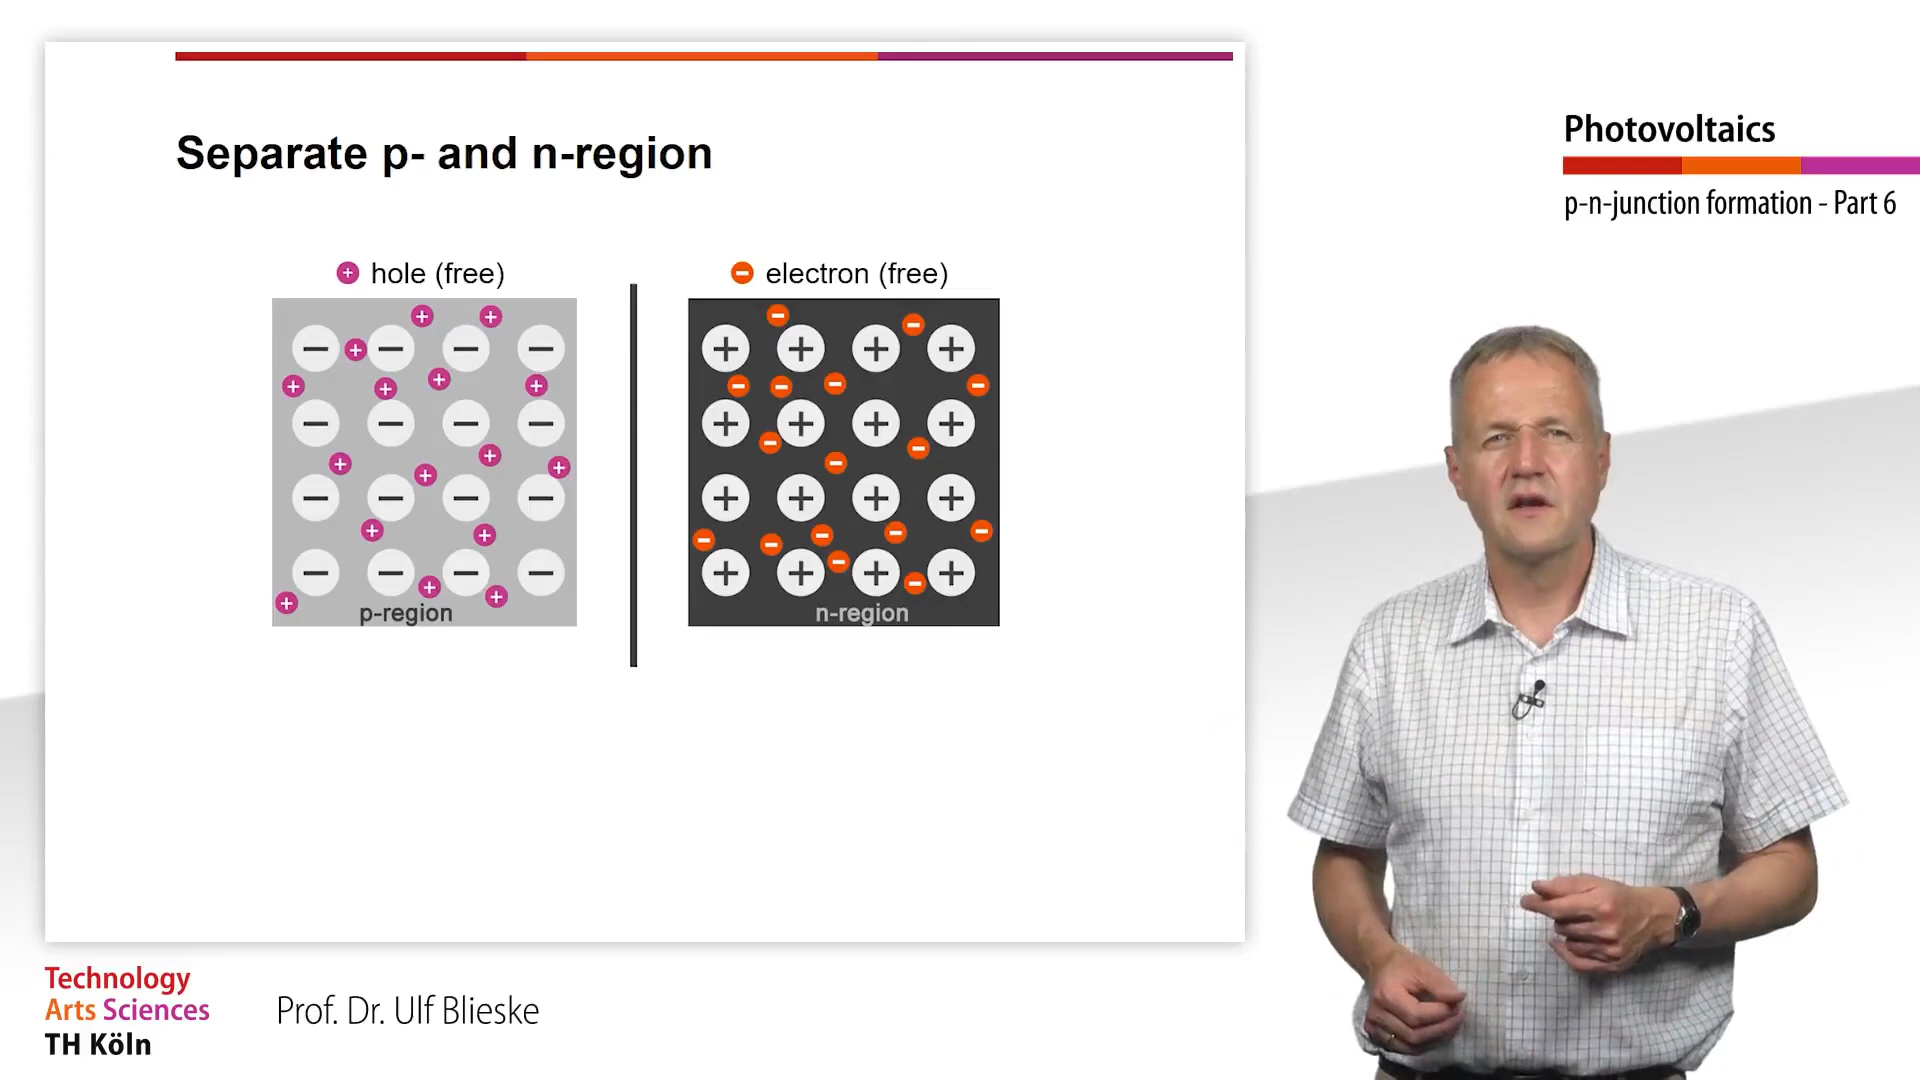 Separate p- and n-region
hole (free)
electron (free)
p-region
n-region
Photovoltaics
p-n-junction formation - Part 6
Technology
Arts Sciences
TH Köln
Prof. Dr. Ulf Blieske